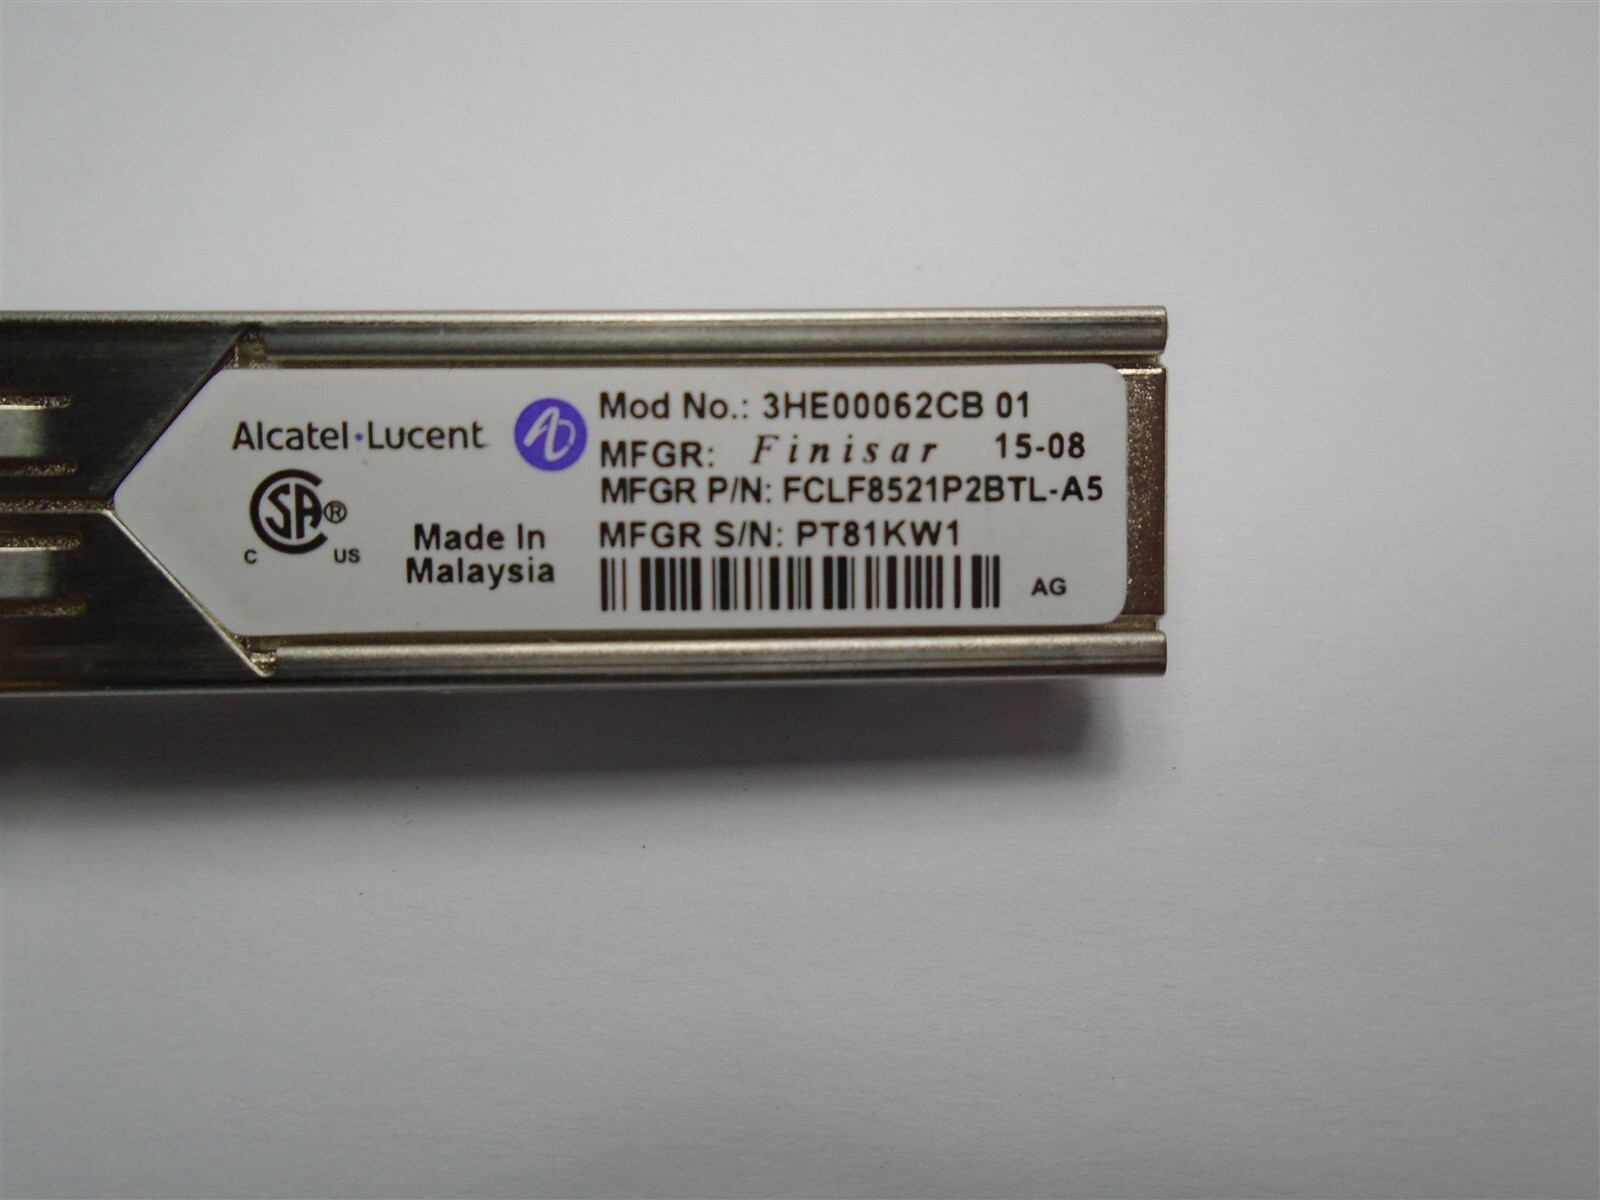 Alcatel·Lucent
Mod No.: 3HE00062CB 01
MFGR: Finisar 15-08
MFGR P/N: FCLF8521P2BTL-A5
MFGR S/N: PT81KW1
SA®
C US
Made In
Malaysia
AG